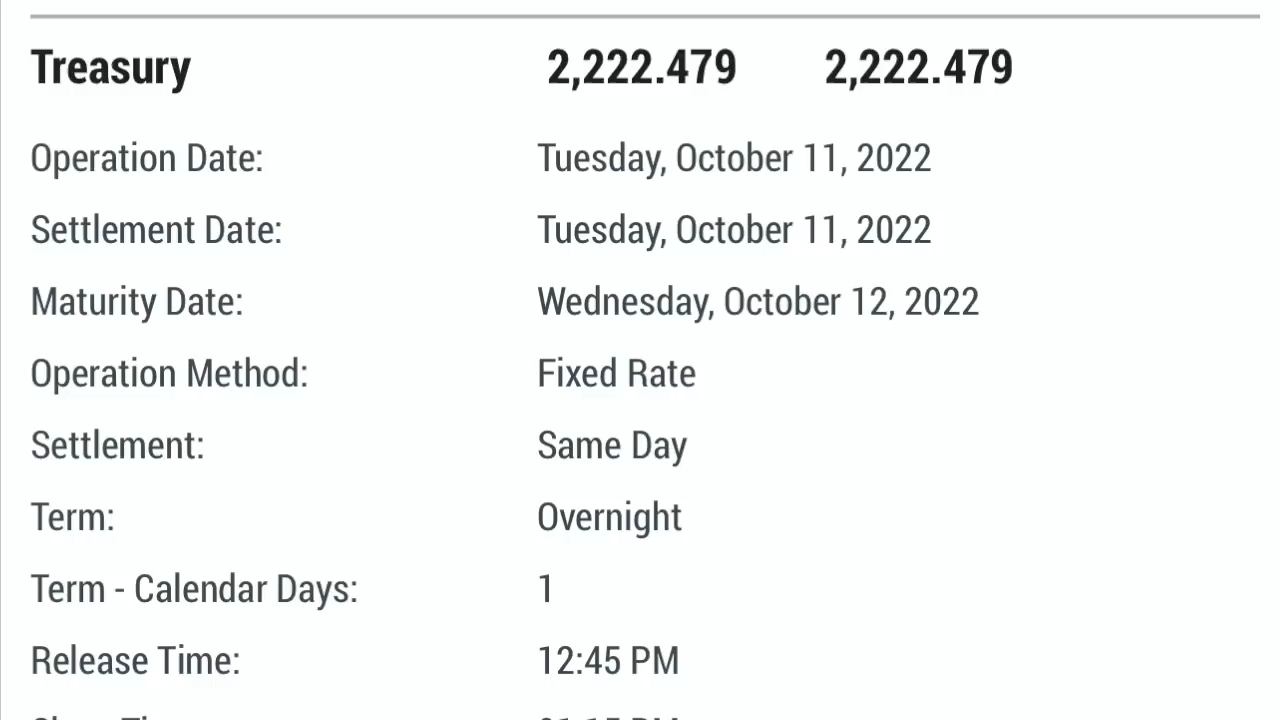 Treasury 2,222.479 2,222.479
Operation Date: Tuesday, October 11, 2022
Settlement Date: Tuesday, October 11, 2022
Maturity Date: Wednesday, October 12, 2022
Operation Method: Fixed Rate
Settlement: Same Day
Term: Overnight
Term - Calendar Days: 1
Release Time: 12:45 PM